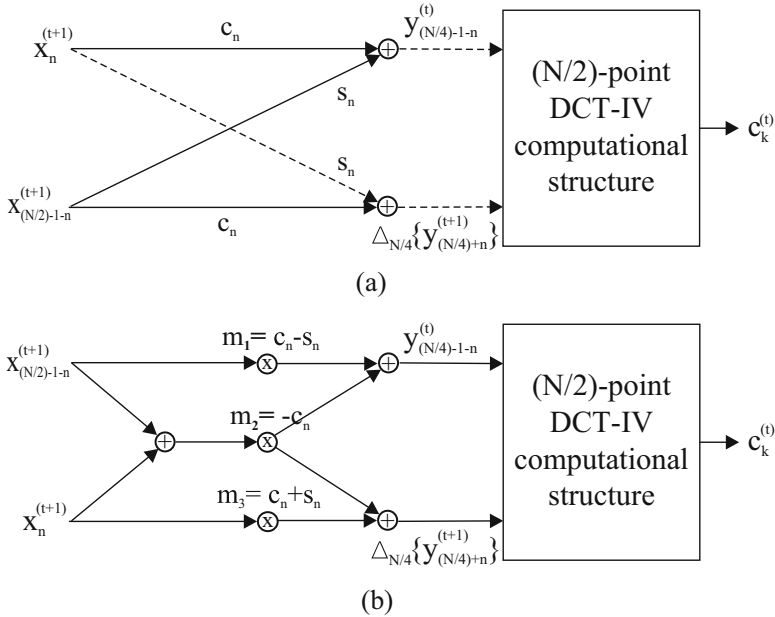 x_n^(t+1)
c_n
y_(N/4)-1-n^(t)
s_n
s_n
x_(N/2)-1-n^(t+1)
c_n
Δ_N/4{y_(N/4)+n^(t+1)}
(N/2)-point
DCT-IV
computational
structure
c_k^(t)
(a)
x_(N/2)-1-n^(t+1)
m_1= c_n-s_n
y_(N/4)-1-n^(t)
m_2= -c_n
x_n^(t+1)
m_3= c_n+s_n
Δ_N/4{y_(N/4)+n^(t+1)}
(N/2)-point
DCT-IV
computational
structure
c_k^(t)
(b)